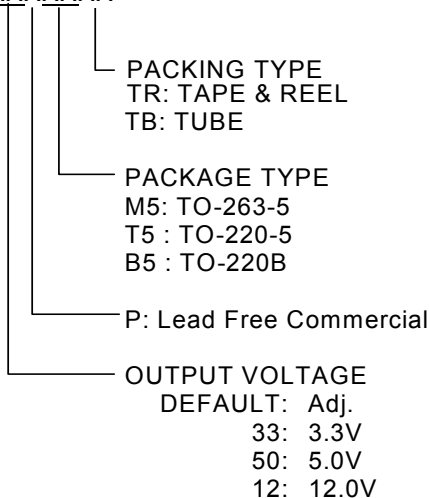 PACKING TYPE
TR: TAPE & REEL
TB: TUBE
PACKAGE TYPE
M5: TO-263-5
T5 : TO-220-5
B5 : TO-220B
P: Lead Free Commercial
OUTPUT VOLTAGE
DEFAULT: Adj.
33: 3.3V
50: 5.0V
12: 12.0V